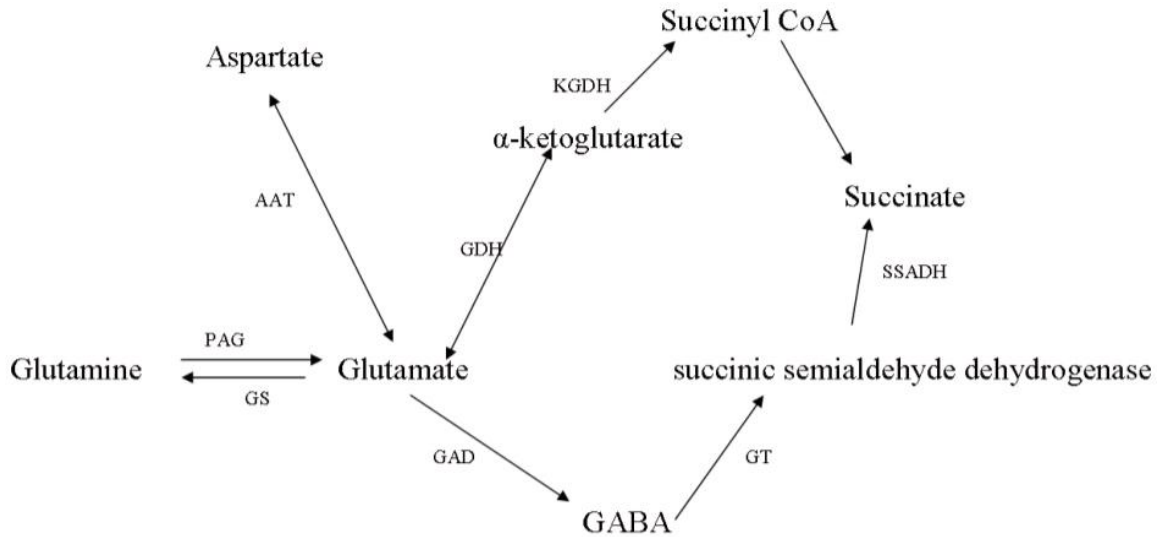 Succinyl CoA
Aspartate
KGDH
α-ketoglutarate
AAT
Succinate
GDH
SSADH
PAG
Glutamine
Glutamate
succinic semialdehyde dehydrogenase
GS
GAD
GT
GABA